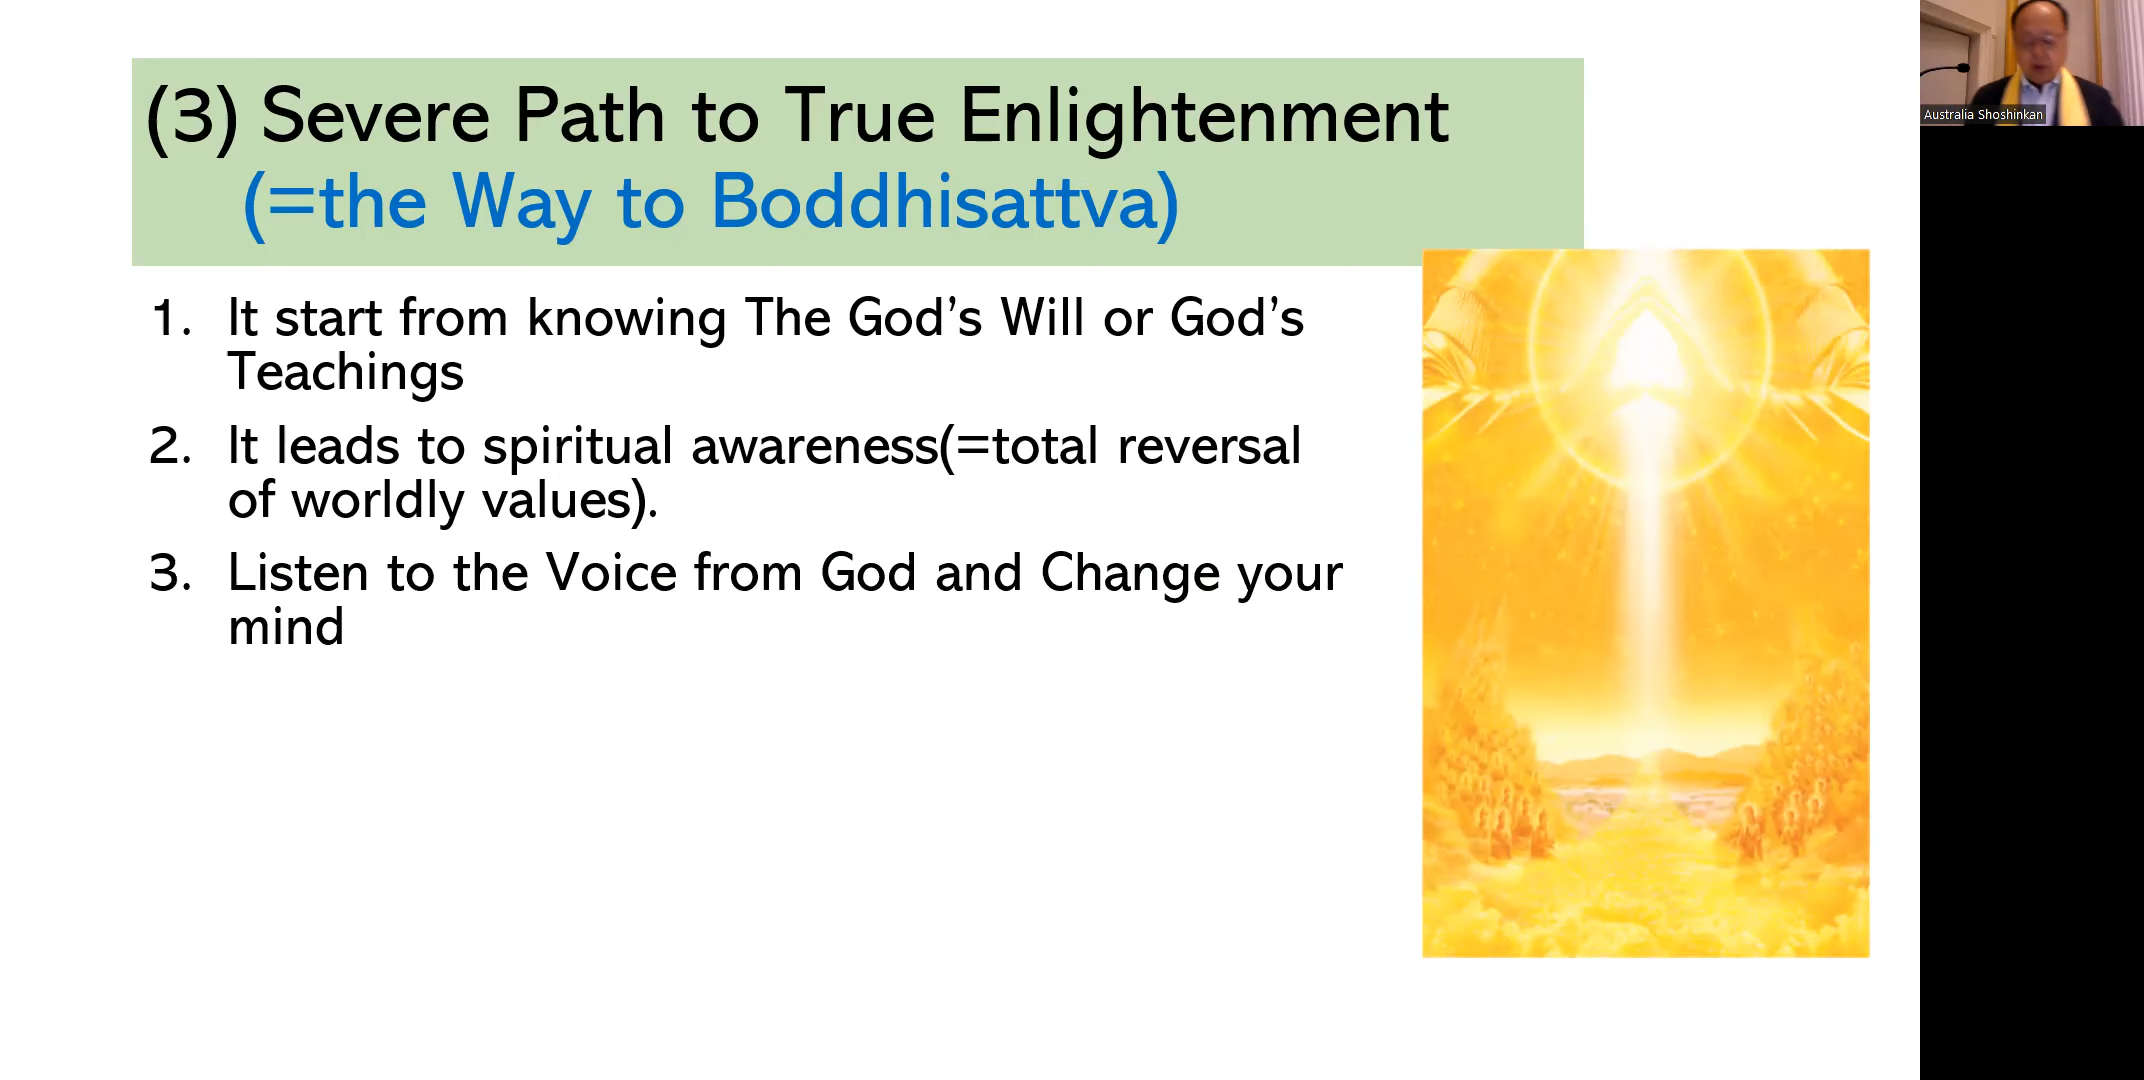 (3) Severe Path to True Enlightenment
(=the Way to Boddhisattva)
1. It start from knowing The God’s Will or God’s
Teachings
2. It leads to spiritual awareness(=total reversal
of worldly values).
3. Listen to the Voice from God and Change your
mind
Australia Shoshinkan